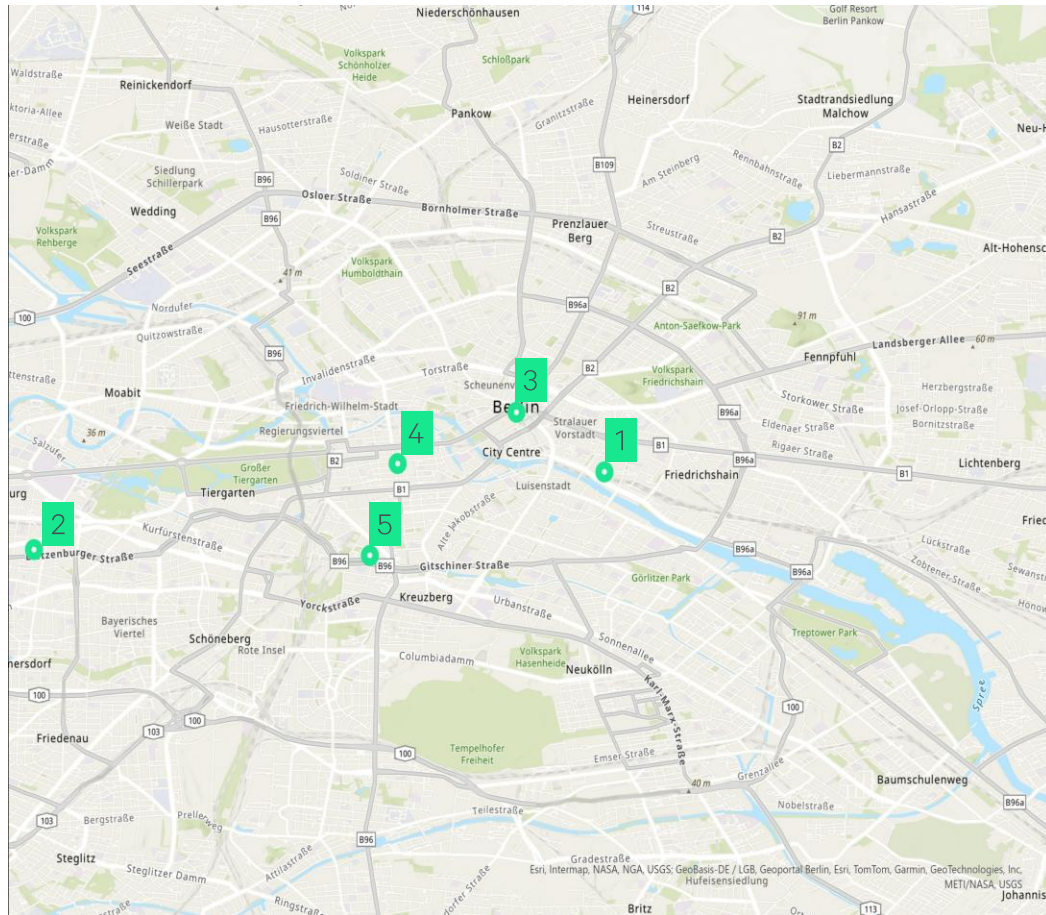 Niederschönhausen
114
Golf Resort
Berlin Pankow
Volkspark
Schönholzer
Heide
Schloßpark
Waldstraße
Reinickendorf
Pankow
Heinersdorf
Stadtrandsiedlung
Malchow
Granitzstraße
Weiße Stadt
Hausotterstraße
B109
B2
Am Steinberg
Rennbahnstraße
Liebermannstraße
Siedlung
Schillerpark
Soldiner Straße
B96
Osloer Straße
Bornholmer Straße
Hansastraße
Wedding
B96
Prenzlauer
Berg
Streustraße
B2
Volkspark
Rehberge
Seestraße
Volkspark
Humboldthain
41 m
B2
Nordufer
B96a
100
Quitzowstraße
Anton-Saefkow-Park
91 m
Landsberger Allee
60 m
B96
Fennpfuhl
Invalidenstraße
Torstraße
B2
Volkspark
Friedrichshain
Moabit
3
Herzbergstraße
Storkower Straße
Josef-Orlopp-Straße
Friedrich-Wilhelm-Stadt
B96a
Bornitzstraße
Regierungsviertel
Stralauer
Vorstadt
Eldenaer Straße
36 m
4
1
B1
Rigaer Straße
Salzufer
City Centre
B2
B96a
Lichtenberg
Großer
Tiergarten
Friedrichshain
B1
Tiergarten
B1
Luisenstadt
2
Kurfürstenstraße
5
Alte Jakobstraße
Lückstraße
B96a
B96
B96
Gitschiner Straße
B96a
Zobtener-Straße
Görlitzer Park
Yorckstraße
Kreuzberg
Urbanstraße
Bayerisches
Viertel
Schöneberg
Rote Insel
Sonnenallee
Treptower Park
Columbiadamm
Volkspark
Hasenheide
Neukölln
Karl-Marx-Straße
Spree
100
100
100
103
Friedenau
Tempelhofer
Freiheit
100
Emser Straße
Grenzallee
40 m
Baumschulenweg
103
Bergstraße
Prellerweg
Teilestraße
Nobelstraße
B96a
B96
Steglitz
Attilastraße
Gradestraße
Steglitzer Damm
Esri, Intermap, NASA, NGA, USGS; GeoBasis-DE / LGB, Geoportal Berlin, Esri, TomTom, Garmin, GeoTechnologies, Inc,
METI/NASA, USGS
Hufeisensiedlung
Ringstraße
Britz
113